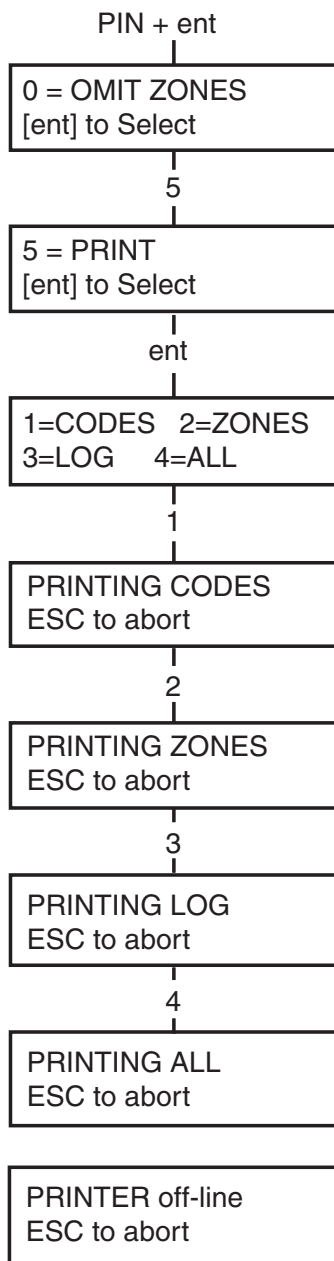 PIN + ent
0 = OMIT ZONES
[ent] to Select
5
5 = PRINT
[ent] to Select
ent
1=CODES 2=ZONES
3=LOG 4=ALL
1
PRINTING CODES
ESC to abort
2
PRINTING ZONES
ESC to abort
3
PRINTING LOG
ESC to abort
4
PRINTING ALL
ESC to abort
PRINTER off-line
ESC to abort